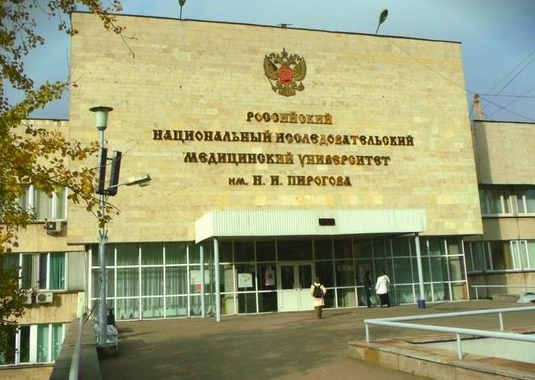 РОССИЙСКИЙ
НАЦИОНАЛЬНЫЙ ИССЛЕДОВАТЕЛЬСКИЙ
МЕДИЦИНСКИЙ УНИВЕРСИТЕТ
ИМ. Н. И. ПИРОГОВА